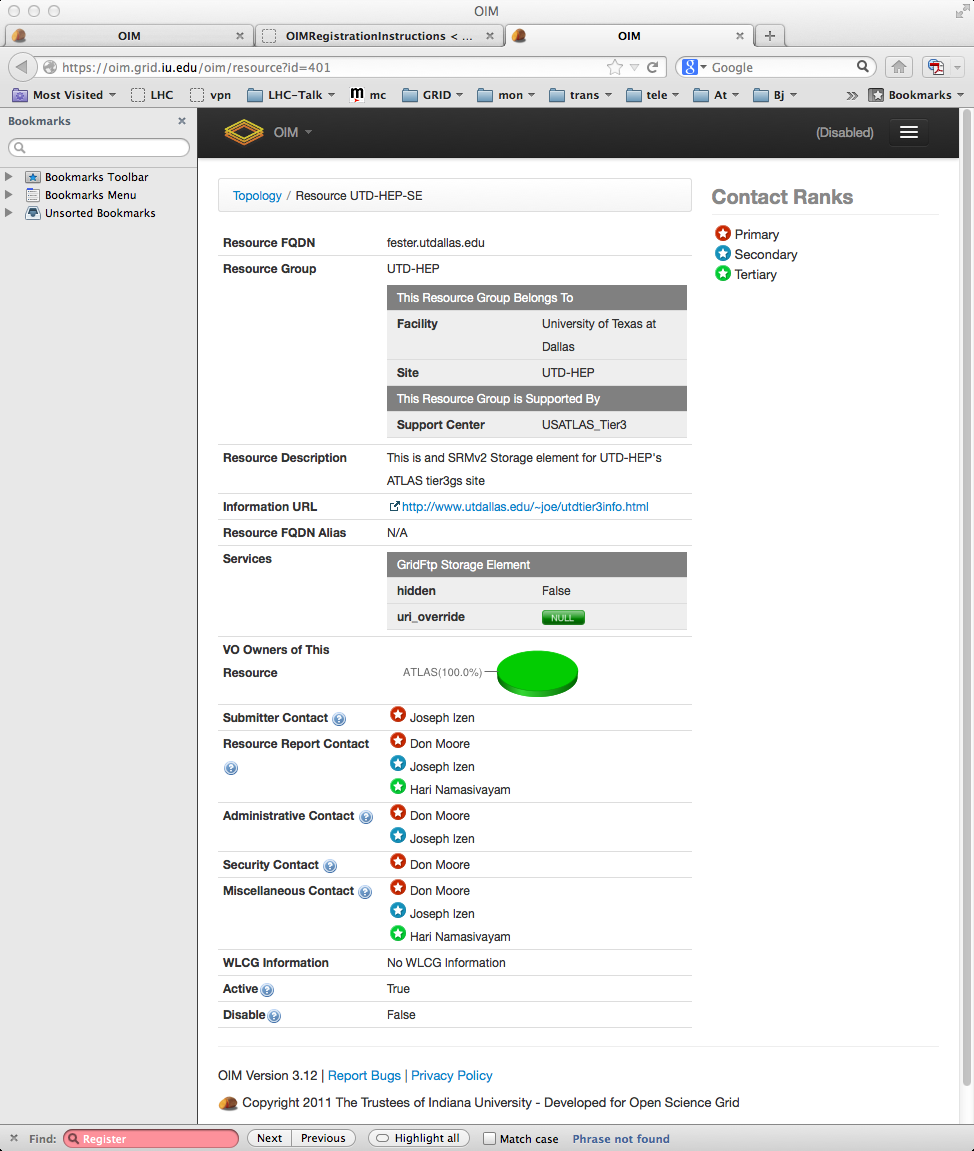 OIM
OIM
OIMRegistrationInstructions < ...
OIM
https://oim.grid.iu.edu/oim/resource?id=401
Google
Most Visited
LHC
vpn
LHC-Talk
mc
GRID
mon
trans
tele
At
Bj
Bookmarks
Bookmarks
OIM
(Disabled)
Bookmarks Toolbar
Bookmarks Menu
Unsorted Bookmarks
Topology / Resource UTD-HEP-SE
Contact Ranks
Primary
Secondary
Tertiary
Resource FQDN fester.utdallas.edu
Resource Group UTD-HEP
This Resource Group Belongs To
Facility University of Texas at
Dallas
Site UTD-HEP
This Resource Group is Supported By
Support Center USATLAS_Tier3
Resource Description This is and SRMv2 Storage element for UTD-HEP's
ATLAS tier3gs site
Information URL http://www.utdallas.edu/~joe/utdtier3info.html
Resource FQDN Alias N/A
Services GridFtp Storage Element
hidden False
uri_override NULL
VO Owners of This
Resource
ATLAS(100.0%)
Submitter Contact ? Joseph Izen
Resource Report Contact ? Don Moore
Joseph Izen
Hari Namasivayam
Administrative Contact ? Don Moore
Joseph Izen
Security Contact ? Don Moore
Miscellaneous Contact ? Don Moore
Joseph Izen
Hari Namasivayam
WLCG Information No WLCG Information
Active ? True
Disable ? False
OIM Version 3.12 | Report Bugs | Privacy Policy
Copyright 2011 The Trustees of Indiana University - Developed for Open Science Grid
Find: Register Next Previous Highlight all Match case Phrase not found